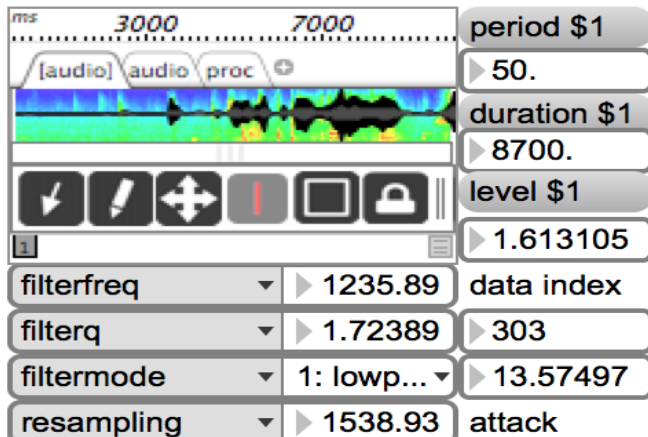 ms 3000 7000
[audio] audio proc
1
period $1
50.
duration $1
8700.
level $1
1.613105
filterfreq 1235.89 data index
filterq 1.72389 303
filtermode 1: lowp... 13.57497
resampling 1538.93 attack